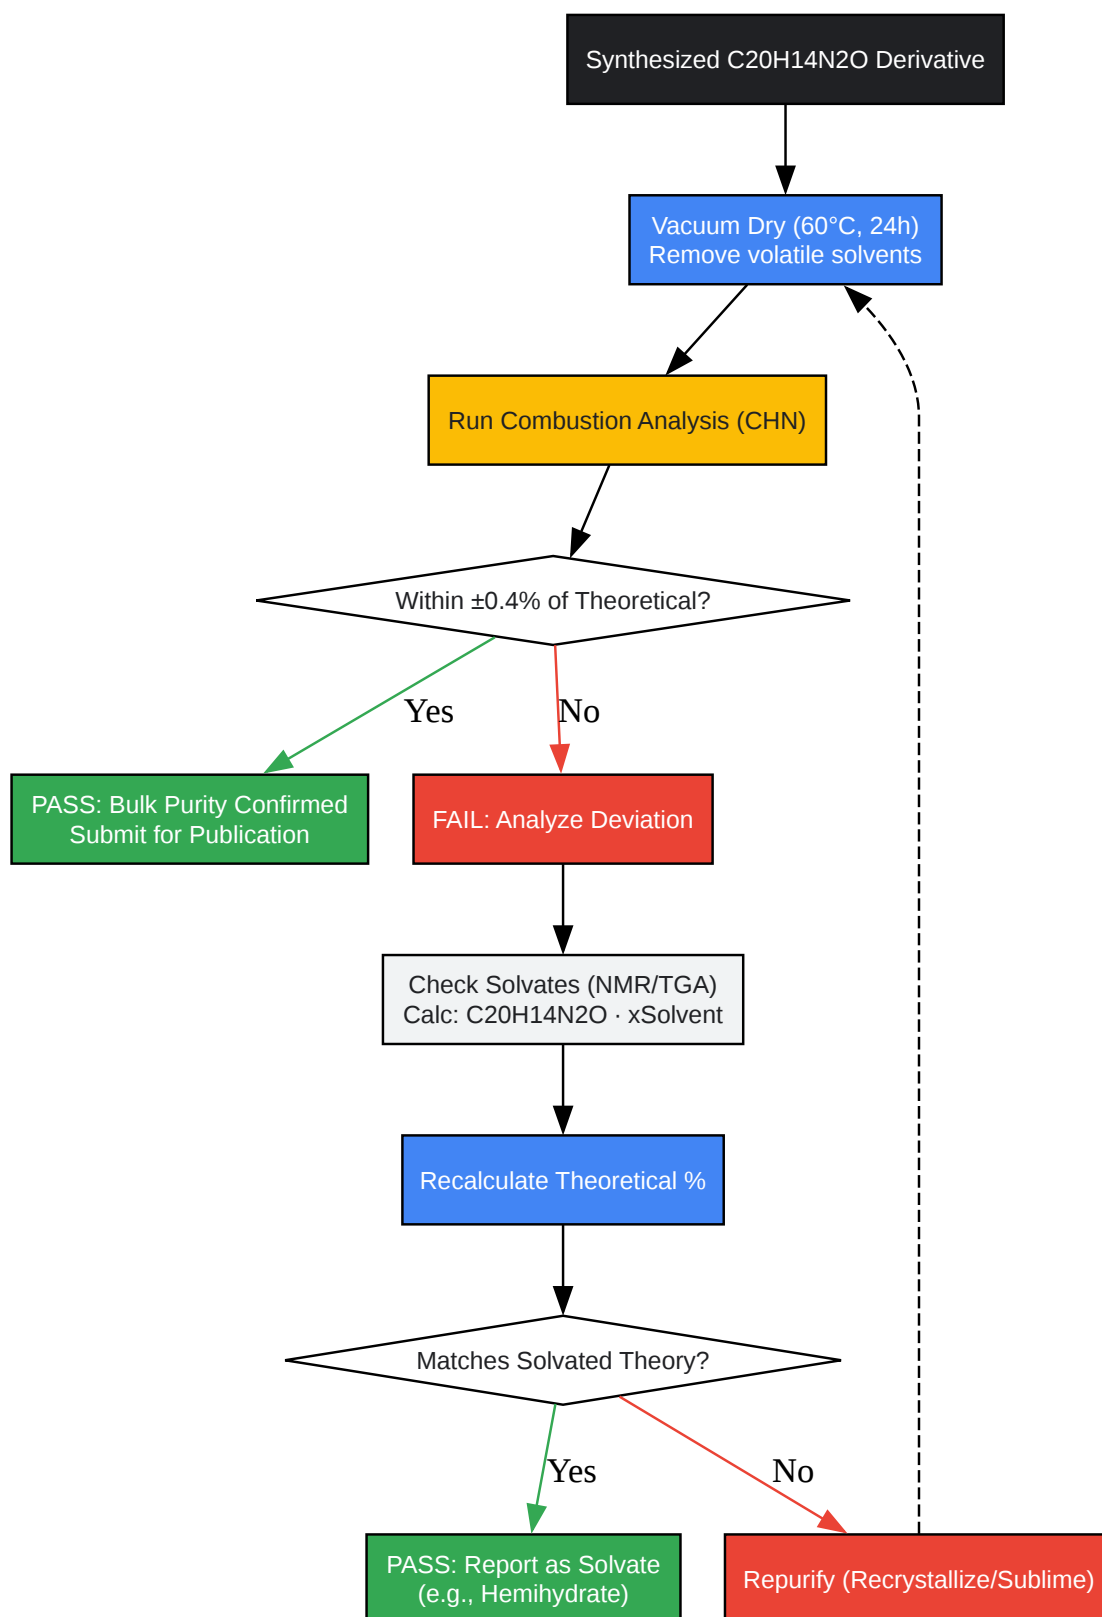 Synthesized C20H14N2O Derivative
Vacuum Dry (60°C, 24h)
Remove volatile solvents
Run Combustion Analysis (CHN)
Within ±0.4% of Theoretical?
Yes
No
PASS: Bulk Purity Confirmed
Submit for Publication
FAIL: Analyze Deviation
Check Solvates (NMR/TGA)
Calc: C20H14N2O · xSolvent
Recalculate Theoretical %
Matches Solvated Theory?
Yes
No
PASS: Report as Solvate
(e.g., Hemihydrate)
Repurify (Recrystallize/Sublime)